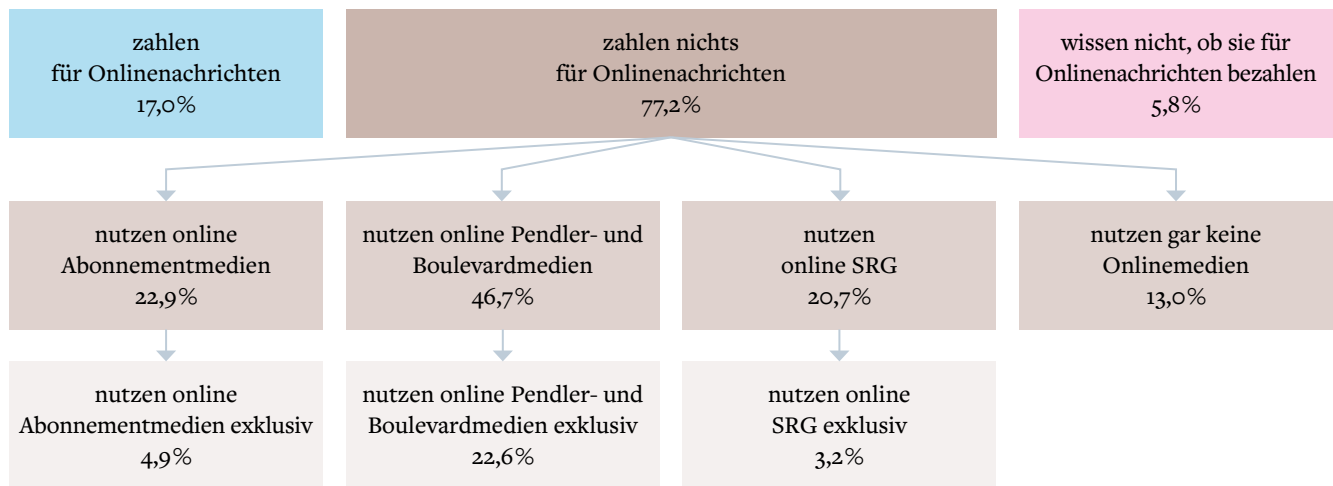 zahlen
für Onlinenachrichten
17,0%
zahlen nichts
für Onlinenachrichten
77,2%
wissen nicht, ob sie für
Onlinenachrichten bezahlen
5,8%
nutzen online
Abonnementmedien
22,9%
nutzen online Pendler- und
Boulevardmedien
46,7%
nutzen
online SRG
20,7%
nutzen gar keine
Onlinemedien
13,0%
nutzen online
Abonnementmedien exklusiv
4,9%
nutzen online Pendler- und
Boulevardmedien exklusiv
22,6%
nutzen online
SRG exklusiv
3,2%